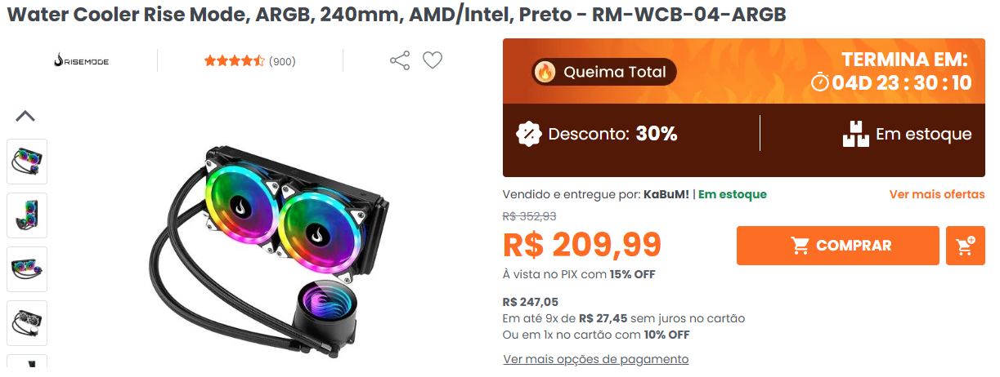 Water Cooler Rise Mode, ARGB, 240mm, AMD/Intel, Preto - RM-WCB-04-ARGB
RISEMODE
(900)
Queima Total
TERMINA EM:
04D 23 : 30 : 10
Desconto: 30%
Em estoque
Vendido e entregue por: KaBuM! | Em estoque
Ver mais ofertas
R$ 352,93
R$ 209,99
COMPRAR
À vista no PIX com 15% OFF
R$ 247,05
Em até 9x de R$ 27,45 sem juros no cartão
Ou em 1x no cartão com 10% OFF
Ver mais opções de pagamento